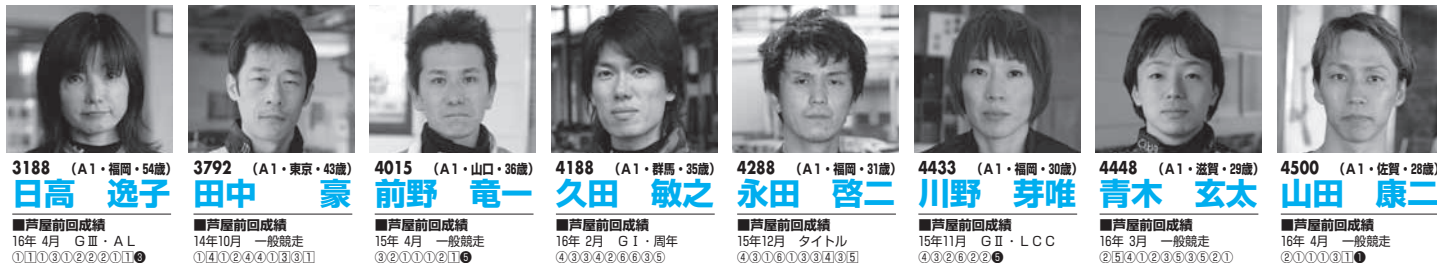 3188 (A1・福岡・54歳)
日高 逸子
■芦屋前回成績
16年 4月 GⅢ・AL
①①①③①②②②①①❸
3792 (A1・東京・43歳)
田中 豪
■芦屋前回成績
14年10月 一般競走
①④①②④④①③③①
4015 (A1・山口・36歳)
前野 竜一
■芦屋前回成績
15年 4月 一般競走
③②①①①②①❺
4188 (A1・群馬・35歳)
久田 敏之
■芦屋前回成績
16年 2月 GⅠ・周年
④③③④②⑥⑥③⑤
4288 (A1・福岡・31歳)
永田 啓二
■芦屋前回成績
15年12月 タイトル
④③①⑥①③③④③⑤
4433 (A1・福岡・30歳)
川野 芽唯
■芦屋前回成績
15年11月 GⅡ・LCC
④③②⑥②②❺
4448 (A1・滋賀・29歳)
青木 玄太
■芦屋前回成績
16年 3月 一般競走
②⑤④①②③⑤③⑤②①
4500 (A1・佐賀・28歳)
山田 康二
■芦屋前回成績
16年 4月 一般競走
②①①①③①❶